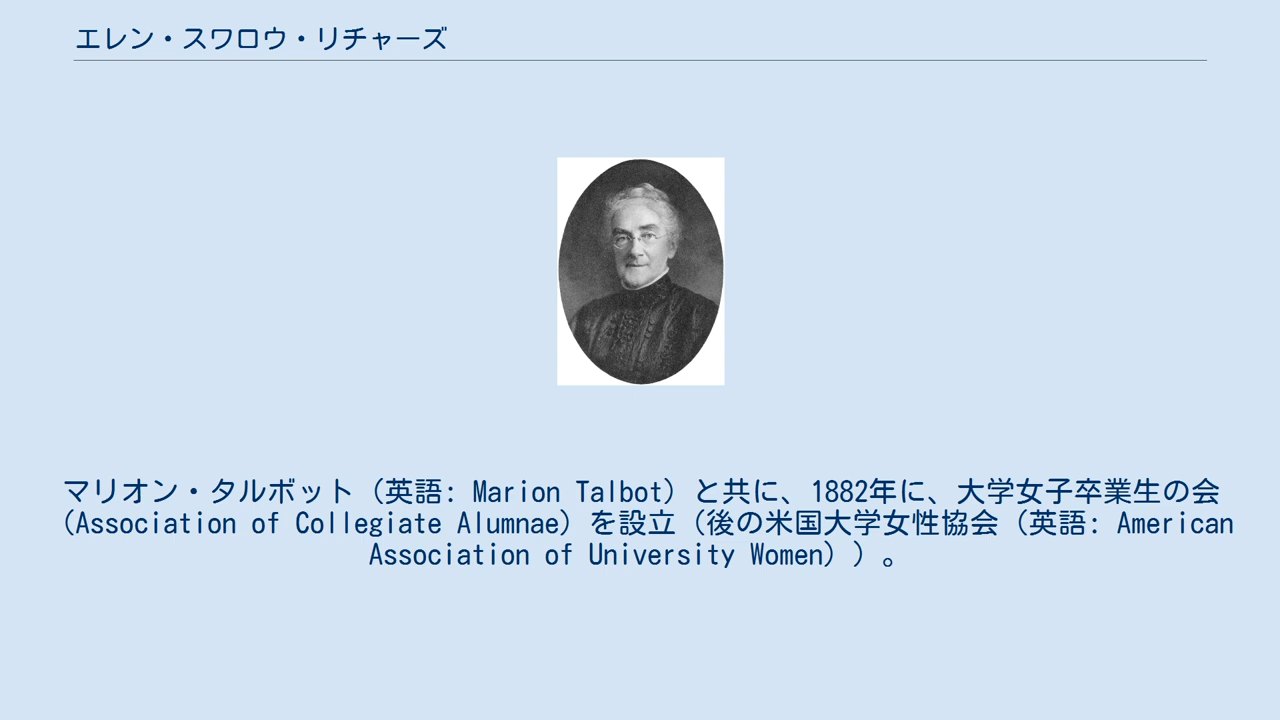 エレン・スワロウ・リチャーズ
マリオン・タルボット（英語: Marion Talbot）と共に、1882年に、大学女子卒業生の会
（Association of Collegiate Alumnae）を設立（後の米国大学女性協会（英語: American
Association of University Women））。